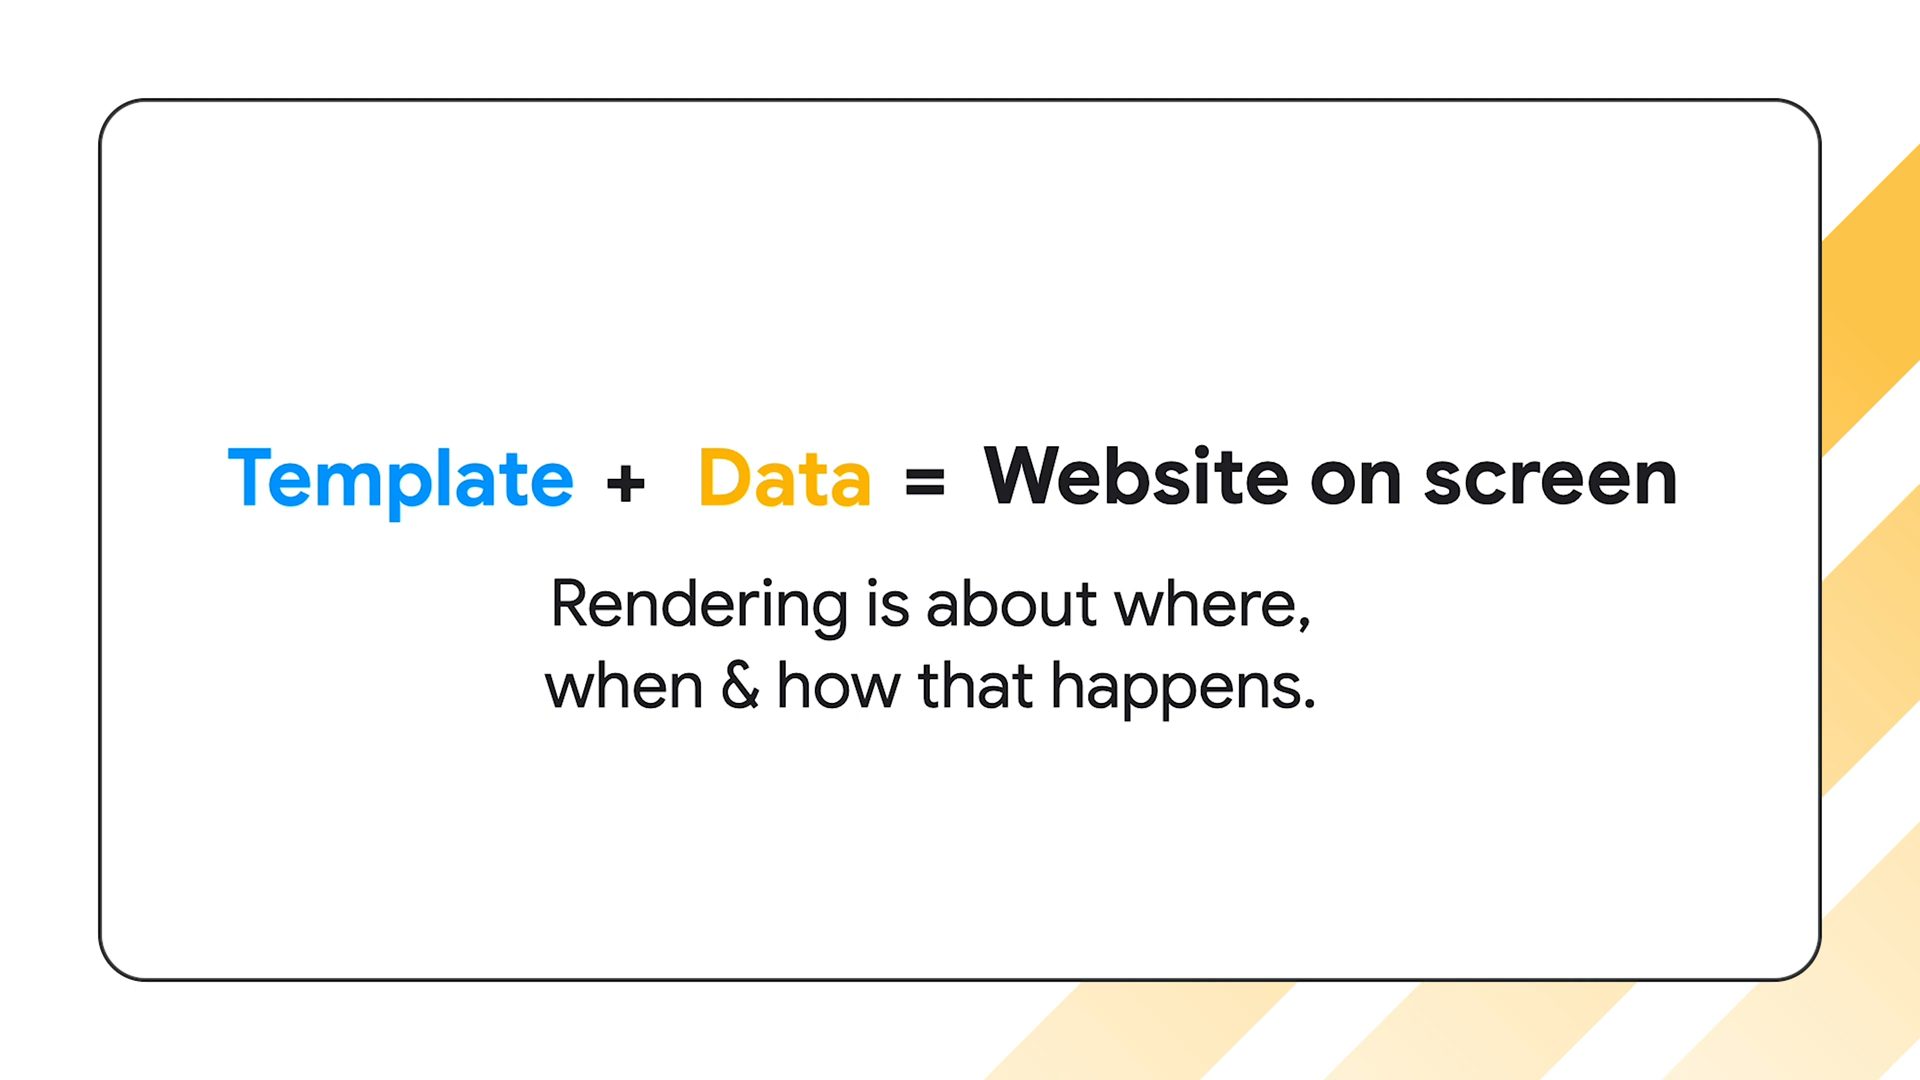 Template + Data = Website on screen
Rendering is about where,
when & how that happens.